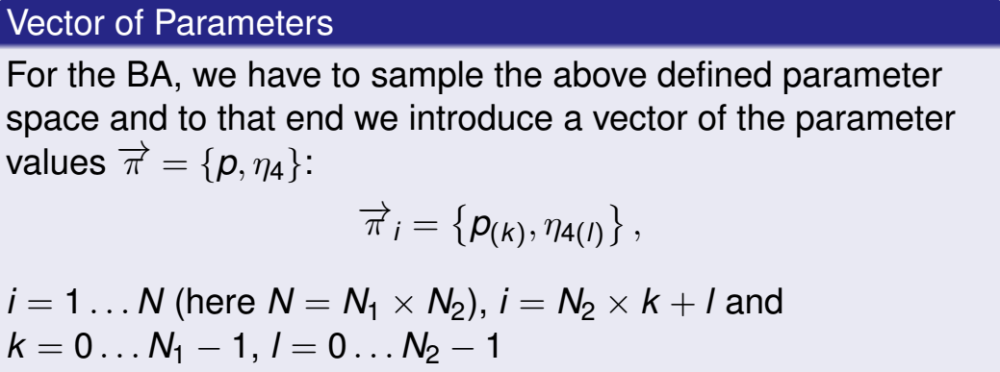 Vector of Parameters
For the BA, we have to sample the above defined parameter
space and to that end we introduce a vector of the parameter
values $\overrightarrow{\pi} = \{p, \eta_4\}$:
$\overrightarrow{\pi}_i = \{p_{(k)}, \eta_{4(l)}\},$
$i = 1 \ldots N$ (here $N = N_1 \times N_2$), $i = N_2 \times k + l$ and
$k = 0 \ldots N_1 - 1$, $l = 0 \ldots N_2 - 1$